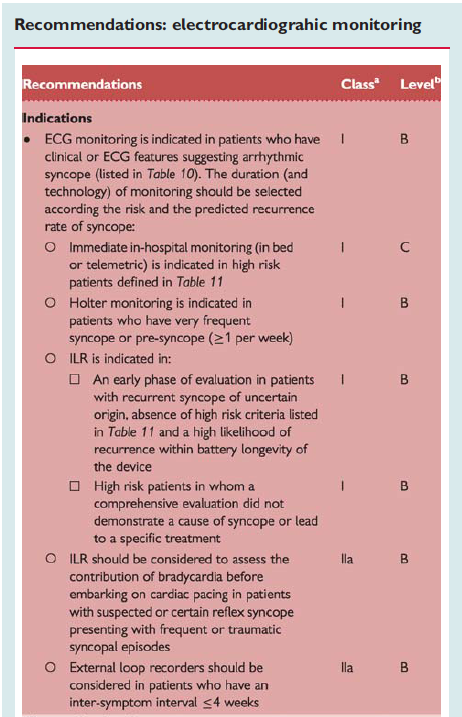 Recommendations: electrocardiograhic monitoring
Recommendations Classᵃ Levelᵇ
Indications
● ECG monitoring is indicated in patients who have I B
clinical or ECG features suggesting arrhythmic
syncope (listed in Table 10). The duration (and
technology) of monitoring should be selected
according the risk and the predicted recurrence
rate of syncope:
○ Immediate in-hospital monitoring (in bed I C
or telemetric) is indicated in high risk
patients defined in Table 11
○ Holter monitoring is indicated in I B
patients who have very frequent
syncope or pre-syncope (≥1 per week)
○ ILR is indicated in:
□ An early phase of evaluation in patients I B
with recurrent syncope of uncertain
origin, absence of high risk criteria listed
in Table 11 and a high likelihood of
recurrence within battery longevity of
the device
□ High risk patients in whom a I B
comprehensive evaluation did not
demonstrate a cause of syncope or lead
to a specific treatment
○ ILR should be considered to assess the IIa B
contribution of bradycardia before
embarking on cardiac pacing in patients
with suspected or certain reflex syncope
presenting with frequent or traumatic
syncopal episodes
○ External loop recorders should be IIa B
considered in patients who have an
inter-symptom interval ≤4 weeks